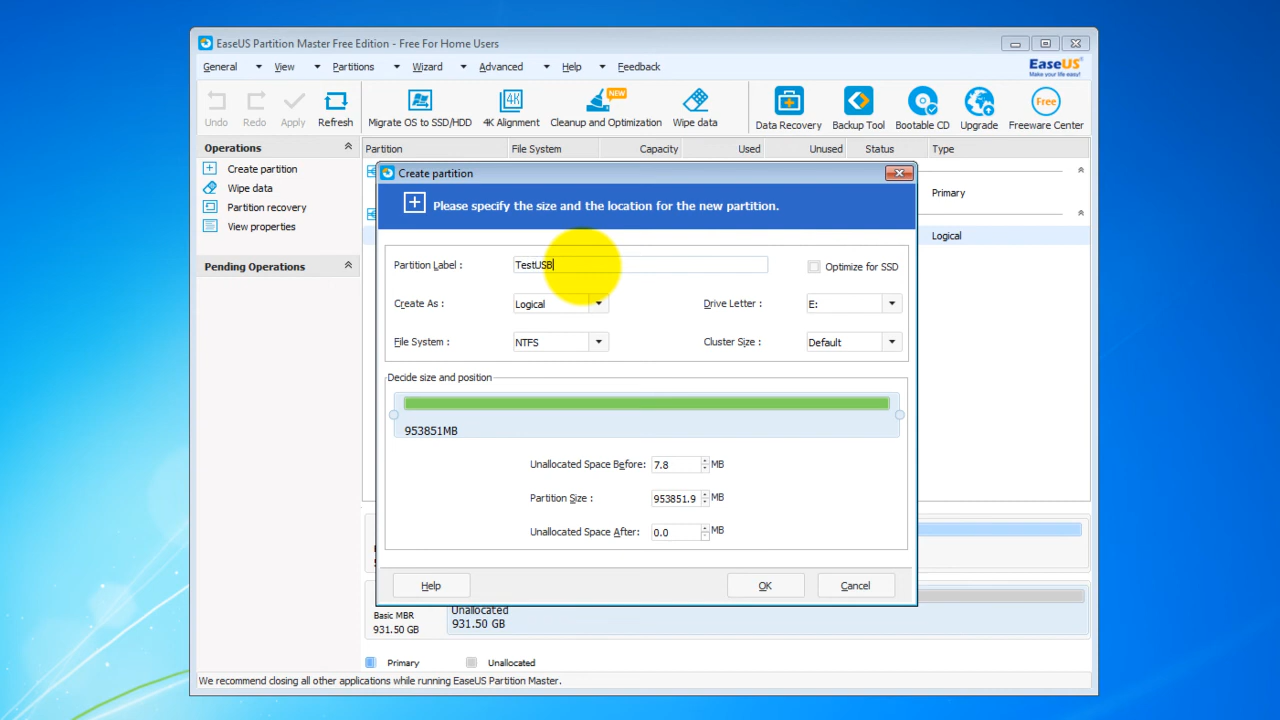 EaseUS Partition Master Free Edition - Free For Home Users
General View Partitions Wizard Advanced Help Feedback
EaseUS
Make your life easy!
NEW
4K
Free
Undo Redo Apply Refresh Migrate OS to SSD/HDD 4K Alignment Cleanup and Optimization Wipe data Data Recovery Backup Tool Bootable CD Upgrade Freeware Center
Operations
Create partition
Wipe data
Partition recovery
View properties
Pending Operations
Partition File System Capacity Used Unused Status Type
Primary
Logical
Create partition
Please specify the size and the location for the new partition.
Partition Label : TestUSB Optimize for SSD
Create As : Logical Drive Letter : E:
File System : NTFS Cluster Size : Default
Decide size and position
953851MB
Unallocated Space Before: 7.8 MB
Partition Size : 953851.9 MB
Unallocated Space After: 0.0 MB
Help OK Cancel
Basic MBR
931.50 GB
Unallocated
931.50 GB
Primary Unallocated
We recommend closing all other applications while running EaseUS Partition Master.